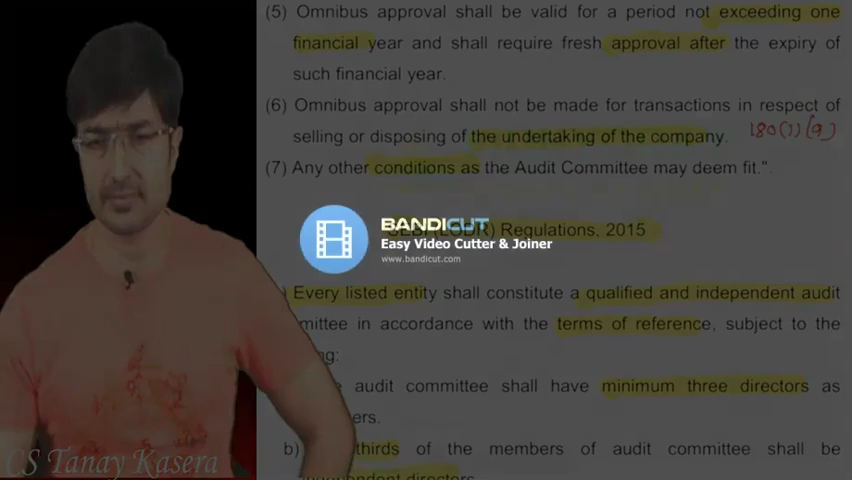 (5) Omnibus approval shall be valid for a period not exceeding one
financial year and shall require fresh approval after the expiry of
such financial year.
(6) Omnibus approval shall not be made for transactions in respect of
selling or disposing of the undertaking of the company. 180(1)(a)
(7) Any other conditions as the Audit Committee may deem fit.".
BANDICUT
(LODR) Regulations, 2015
Easy Video Cutter & Joiner
www.bandicut.com
Every listed entity shall constitute a qualified and independent audit
mittee in accordance with the terms of reference, subject to the
audit committee shall have minimum three directors as
b) thirds of the members of audit committee shall be
CS Tanay Kasera
directors